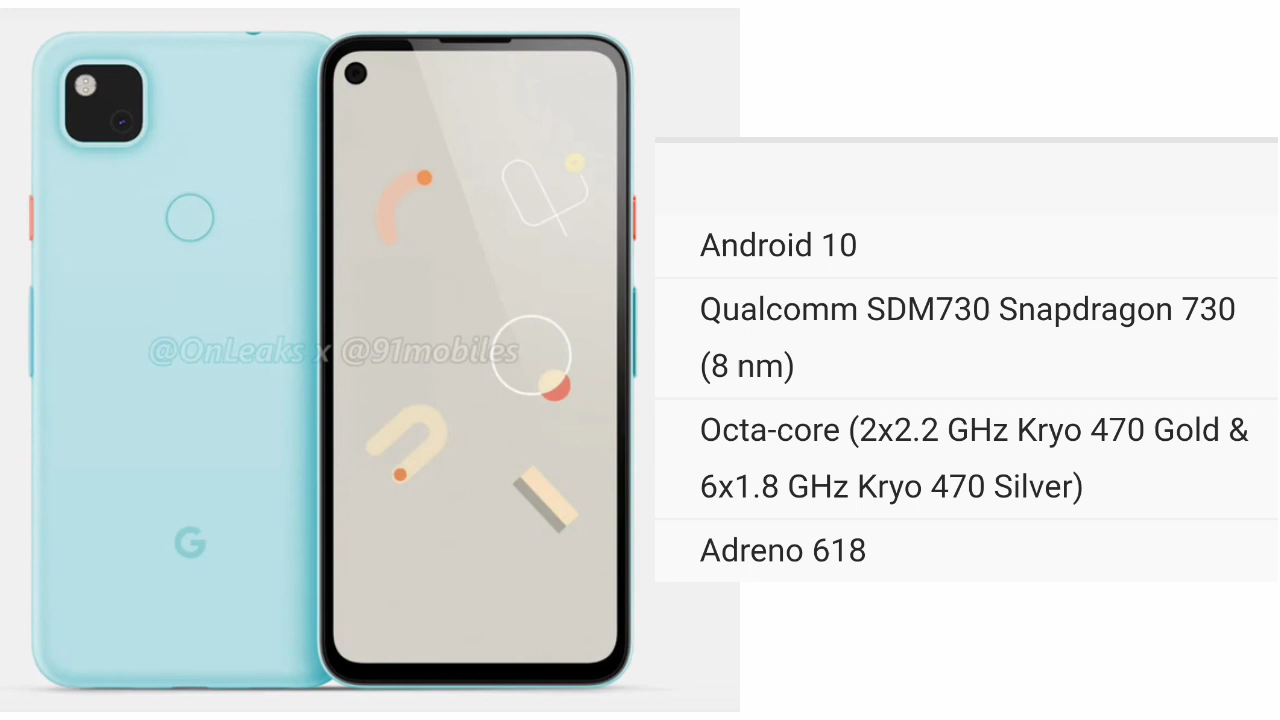 @OnLeaks x @91mobiles
G
Android 10
Qualcomm SDM730 Snapdragon 730
(8 nm)
Octa-core (2x2.2 GHz Kryo 470 Gold &
6x1.8 GHz Kryo 470 Silver)
Adreno 618